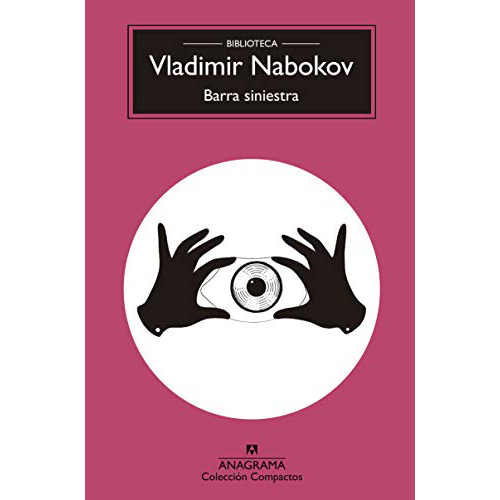 BIBLIOTECA
Vladimir Nabokov
Barra siniestra
ANAGRAMA
Colección Compactos